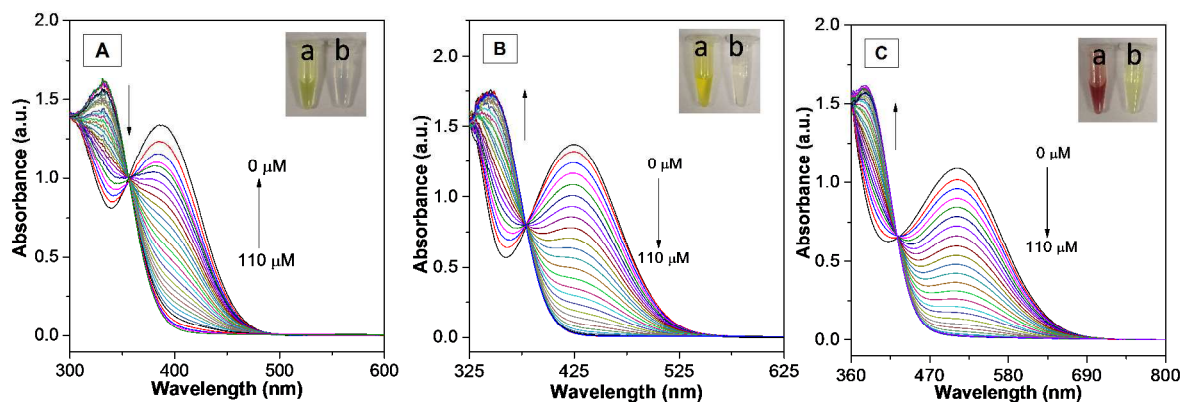 A
a b
0 μM
110 μM
2.0
1.5
1.0
0.5
0.0
300 400 500 600
Wavelength (nm)
Absorbance (a.u.)
B
a b
0 μM
110 μM
2.0
1.5
1.0
0.5
0.0
325 425 525 625
Wavelength (nm)
Absorbance (a.u.)
C
a b
0 μM
110 μM
2.0
1.5
1.0
0.5
0.0
360 470 580 690 800
Wavelength (nm)
Absorbance (a.u.)